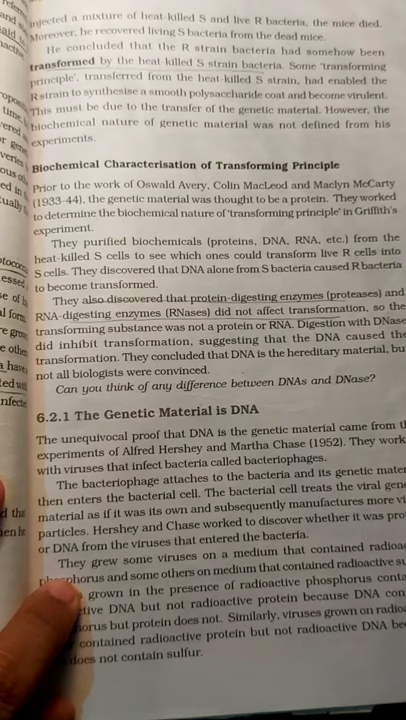 injected a mixture of heat-killed S and live R bacteria, the mice died.
Moreover, he recovered living S bacteria from the dead mice.
He concluded that the R strain bacteria had somehow been
transformed by the heat-killed S strain bacteria. Some 'transforming
principle', transferred from the heat-killed S strain, had enabled the
R strain to synthesise a smooth polysaccharide coat and become virulent.
This must be due to the transfer of the genetic material. However, the
biochemical nature of genetic material was not defined from his
experiments.
Biochemical Characterisation of Transforming Principle
Prior to the work of Oswald Avery, Colin MacLeod and Maclyn McCarty
(1933-44), the genetic material was thought to be a protein. They worked
to determine the biochemical nature of 'transforming principle' in Griffith's
experiment.
They purified biochemicals (proteins, DNA, RNA, etc.) from the
heat-killed S cells to see which ones could transform live R cells into
S cells. They discovered that DNA alone from S bacteria caused R bacteria
to become transformed.
They also discovered that protein-digesting enzymes (proteases) and
RNA-digesting enzymes (RNases) did not affect transformation, so the
transforming substance was not a protein or RNA. Digestion with DNase
did inhibit transformation, suggesting that the DNA caused the
transformation. They concluded that DNA is the hereditary material, bu
not all biologists were convinced.
Can you think of any difference between DNAs and DNase?
6.2.1 The Genetic Material is DNA
The unequivocal proof that DNA is the genetic material came from t
experiments of Alfred Hershey and Martha Chase (1952). They work
with viruses that infect bacteria called bacteriophages.
The bacteriophage attaches to the bacteria and its genetic mater
then enters the bacterial cell. The bacterial cell treats the viral gene
material as if it was its own and subsequently manufactures more vi
particles. Hershey and Chase worked to discover whether it was pro
or DNA from the viruses that entered the bacteria.
They grew some viruses on a medium that contained radioa
phosphorus and some others on medium that contained radioactive su
grown in the presence of radioactive phosphorus conta
tive DNA but not radioactive protein because DNA con
horus but protein does not. Similarly, viruses grown on radio
contained radioactive protein but not radioactive DNA be
does not contain sulfur.